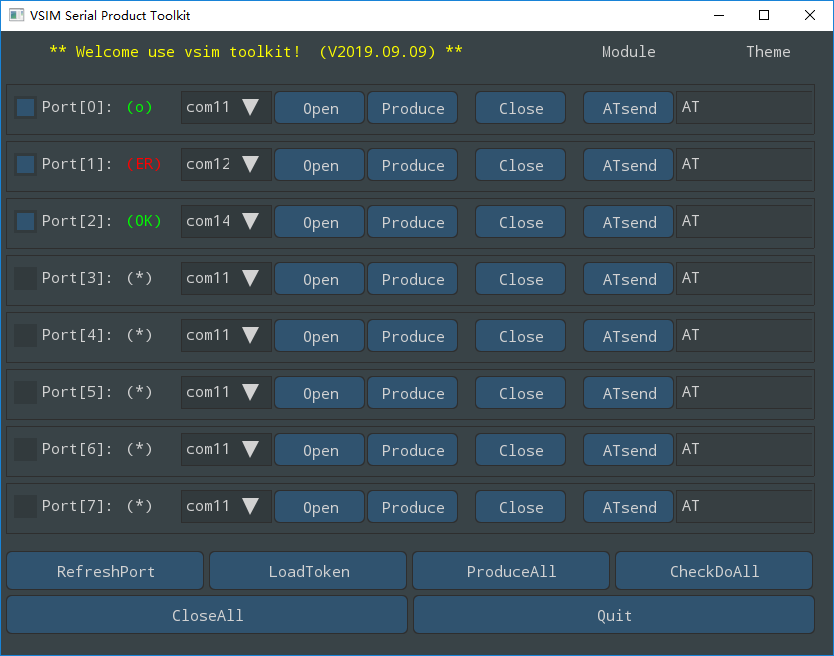 VSIM Serial Product Toolkit
** Welcome use vsim toolkit! (V2019.09.09) ** Module Theme
Port[0]: (o) com11 Open Produce Close ATsend AT
Port[1]: (ER) com12 Open Produce Close ATsend AT
Port[2]: (OK) com14 Open Produce Close ATsend AT
Port[3]: (*) com11 Open Produce Close ATsend AT
Port[4]: (*) com11 Open Produce Close ATsend AT
Port[5]: (*) com11 Open Produce Close ATsend AT
Port[6]: (*) com11 Open Produce Close ATsend AT
Port[7]: (*) com11 Open Produce Close ATsend AT
RefreshPort LoadToken ProduceAll CheckDoAll
CloseAll Quit